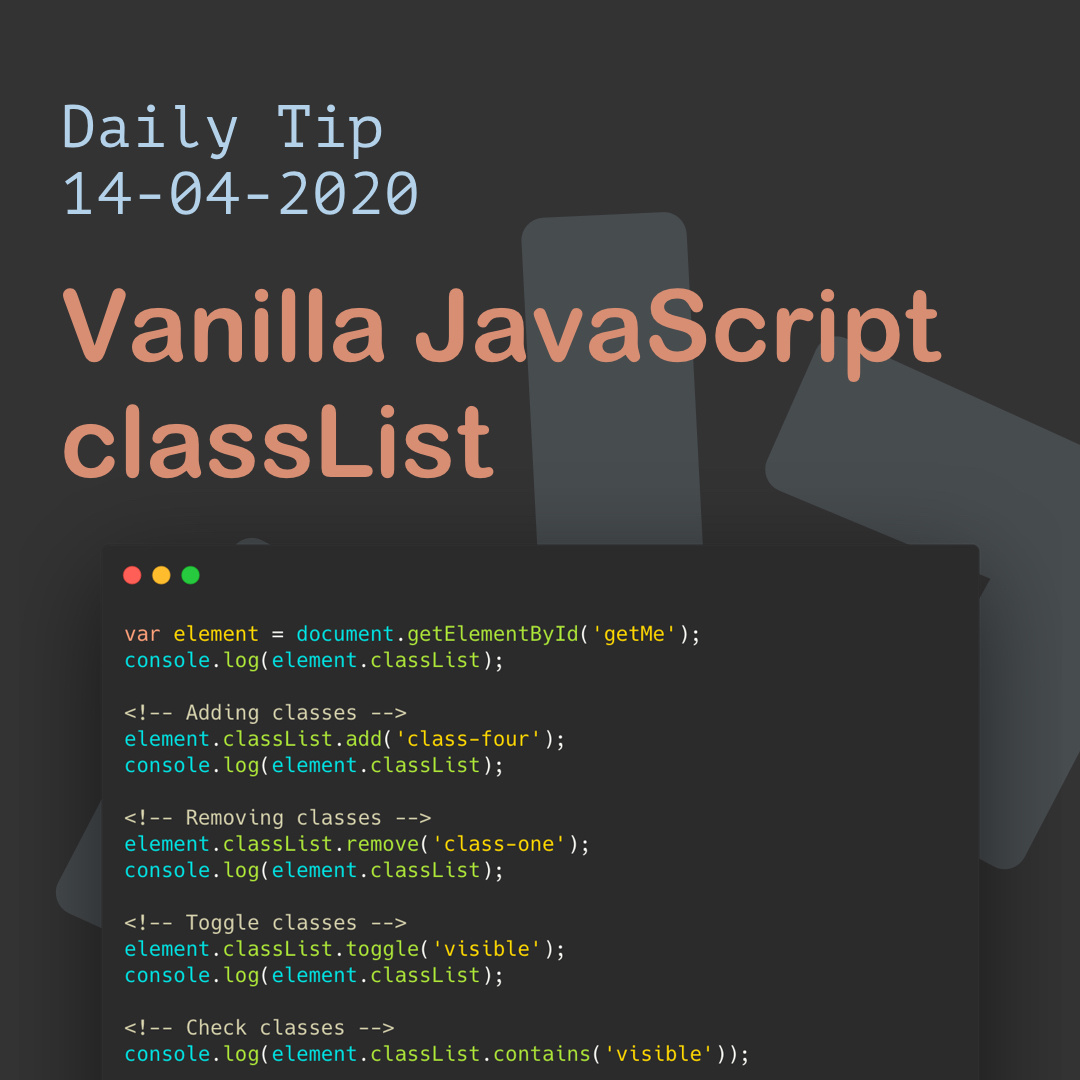 Daily Tip
14-04-2020
Vanilla JavaScript
classList
var element = document.getElementById('getMe');
console.log(element.classList);
<!-- Adding classes -->
element.classList.add('class-four');
console.log(element.classList);
<!-- Removing classes -->
element.classList.remove('class-one');
console.log(element.classList);
<!-- Toggle classes -->
element.classList.toggle('visible');
console.log(element.classList);
<!-- Check classes -->
console.log(element.classList.contains('visible'));